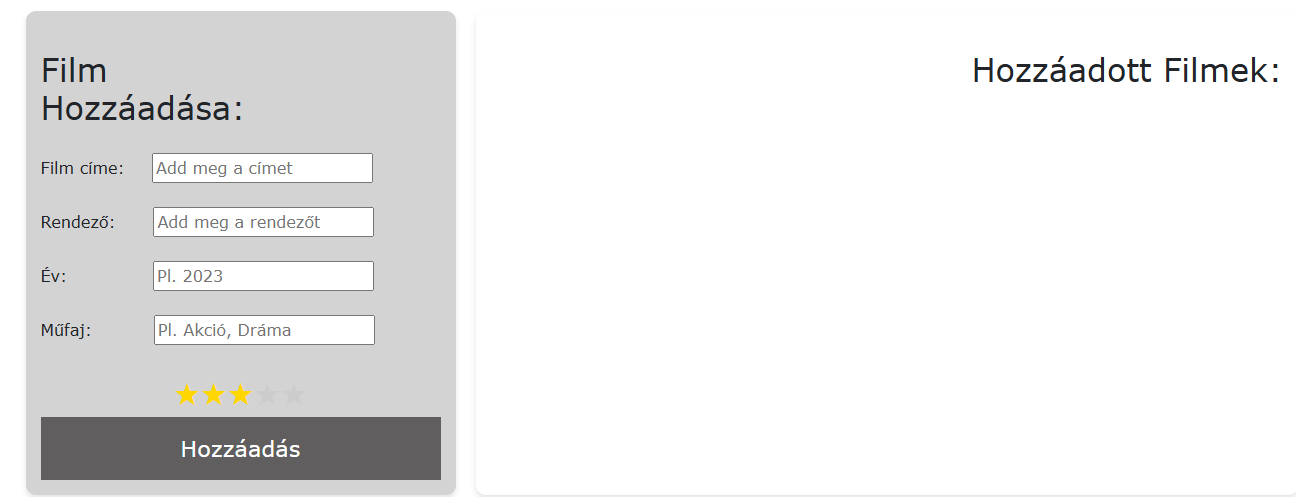 Film
Hozzáadása:
Film címe:
Add meg a címet
Rendező:
Add meg a rendezőt
Év:
Pl. 2023
Műfaj:
Pl. Akció, Dráma
Hozzáadás
Hozzáadott Filmek: